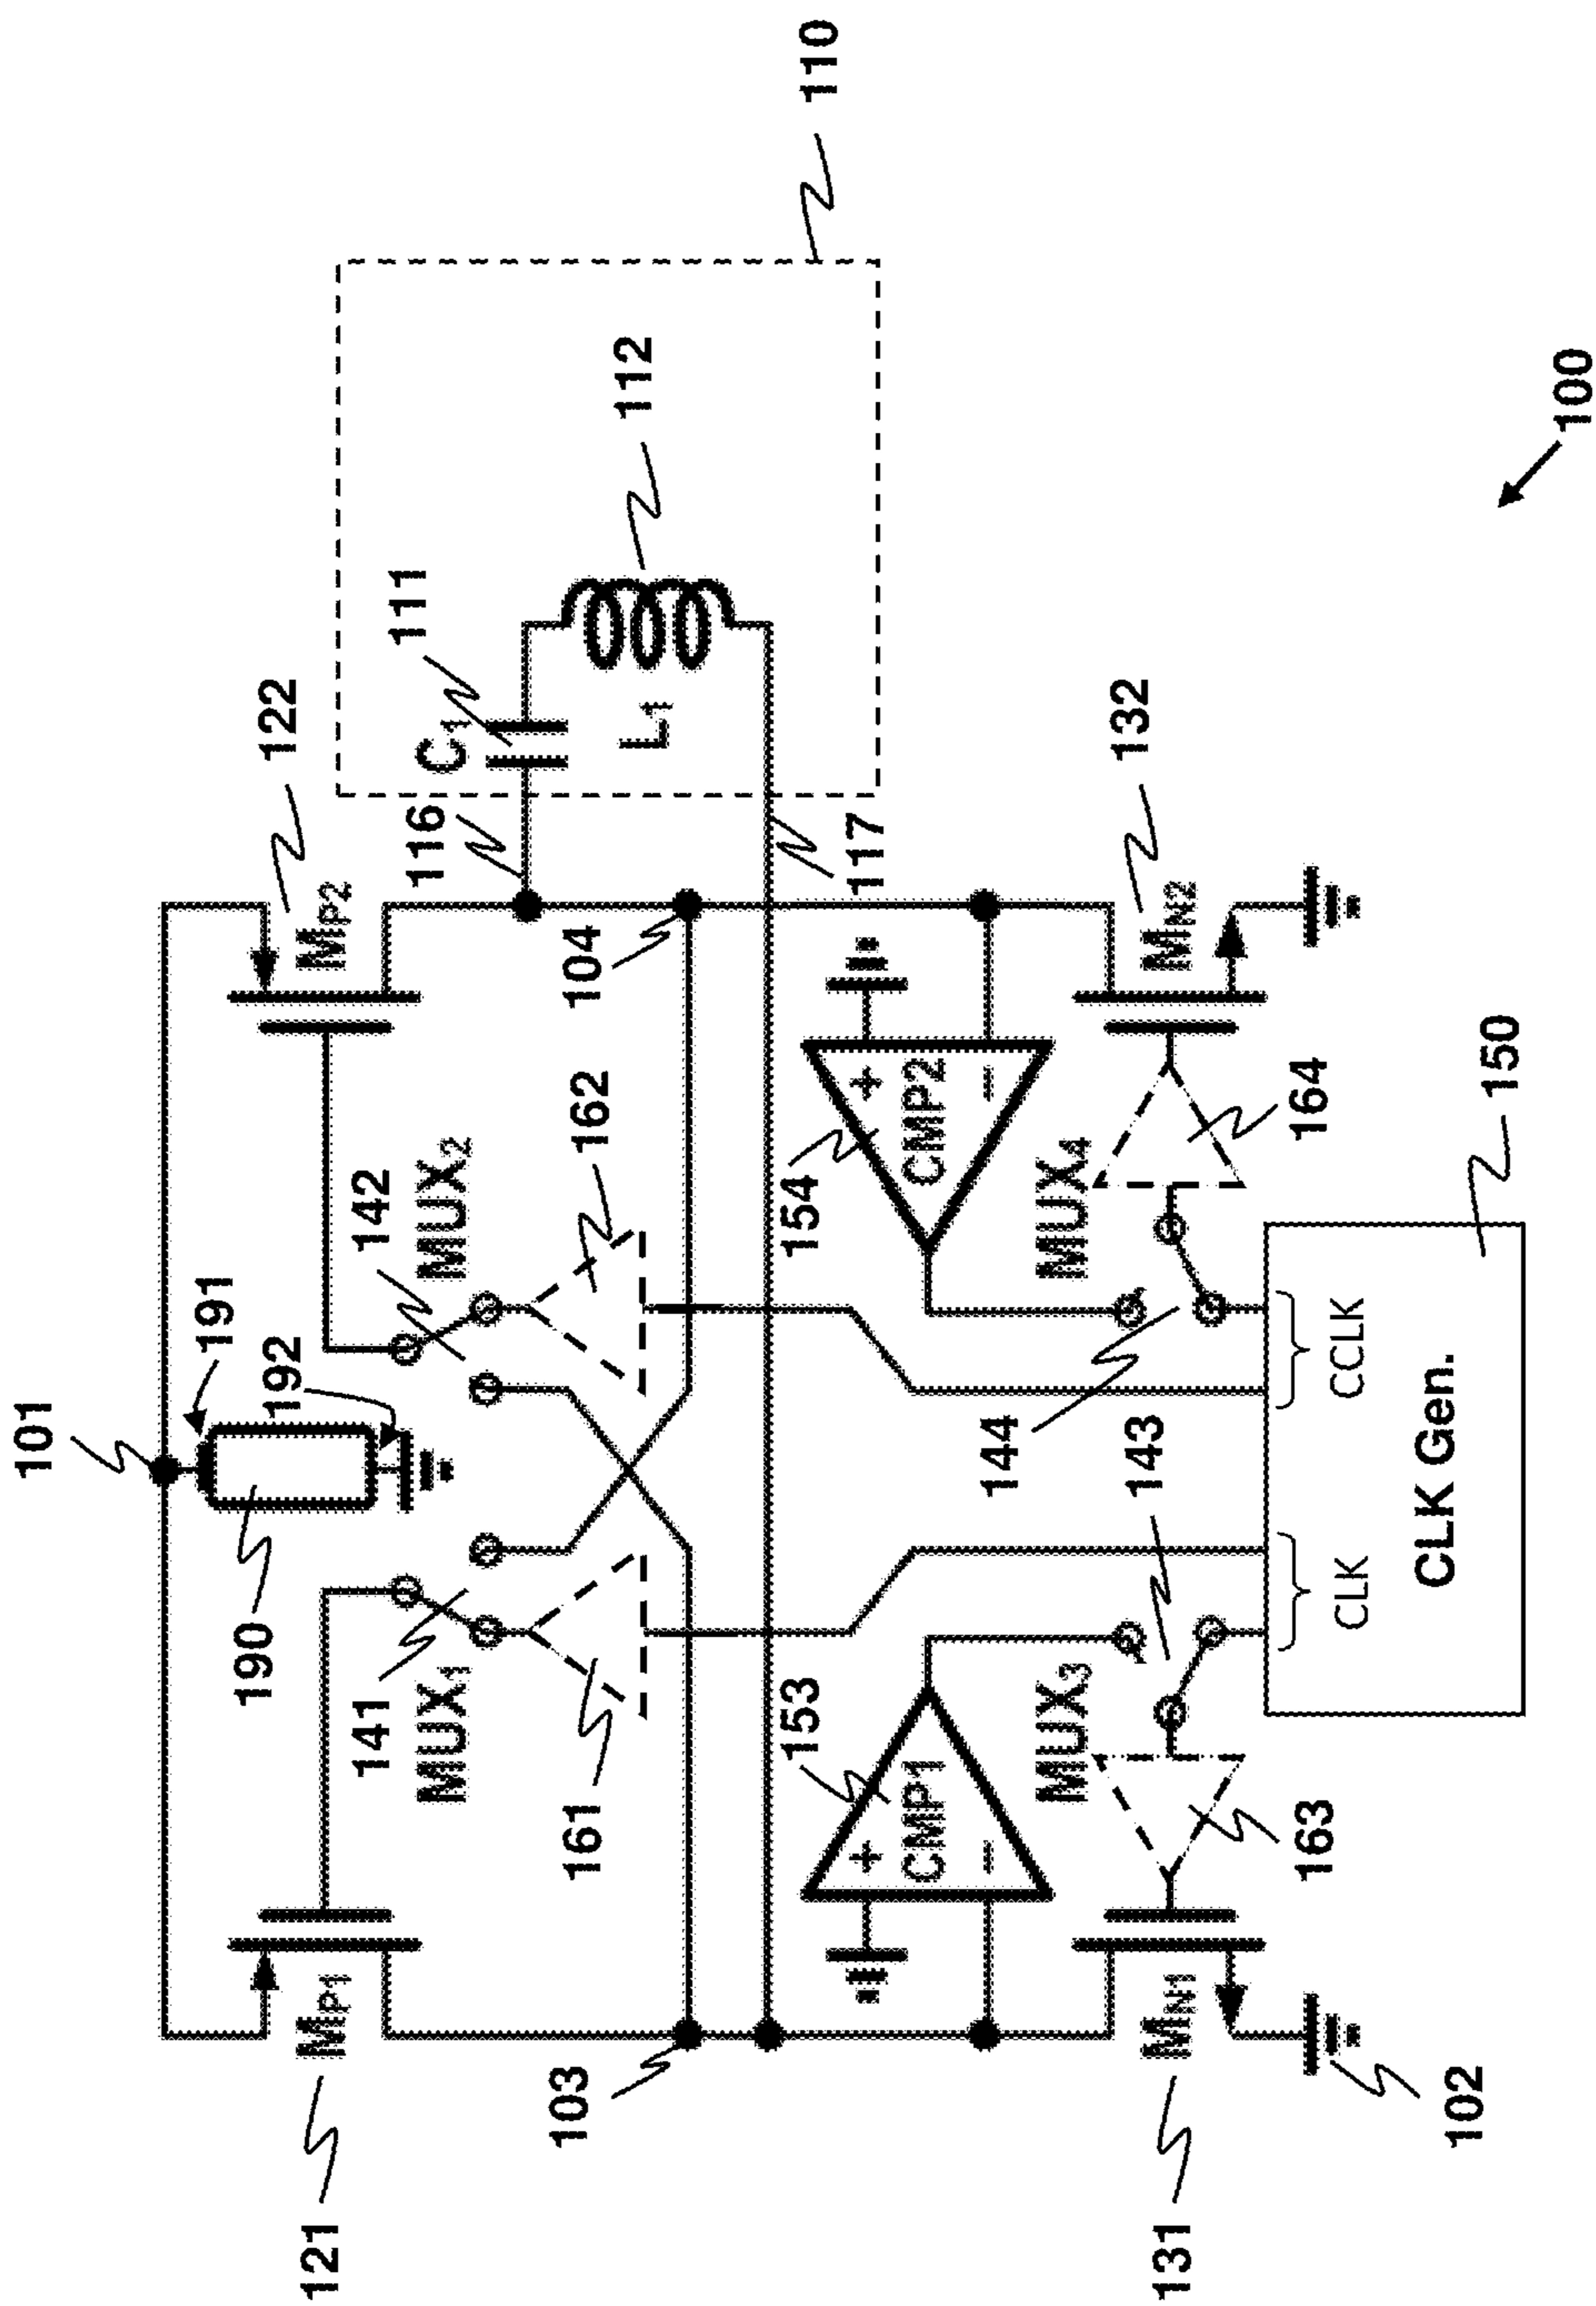 101
191
190
192
121
MP1
MP2
122
141
MUX1
142
MUX2
161
162
116
C1
111
L1
112
110
103
104
117
153
CMP1
+
−
154
CMP2
+
−
MUX3
143
144
MUX4
131
MN1
163
164
MN2
132
102
CLK
CCLK
CLK Gen.
150
100